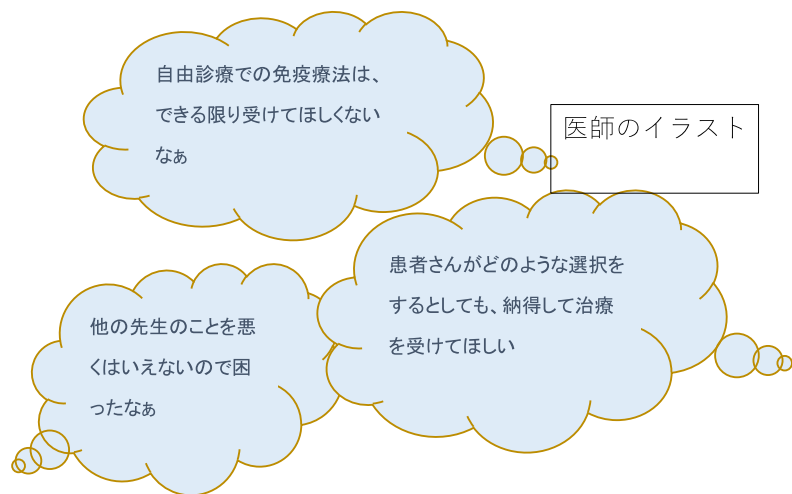 自由診療での免疫療法は、
できる限り受けてほしくない
なぁ
医師のイラスト
患者さんがどのような選択を
するとしても、納得して治療
を受けてほしい
他の先生のことを悪
くはいえないので困
ったなぁ